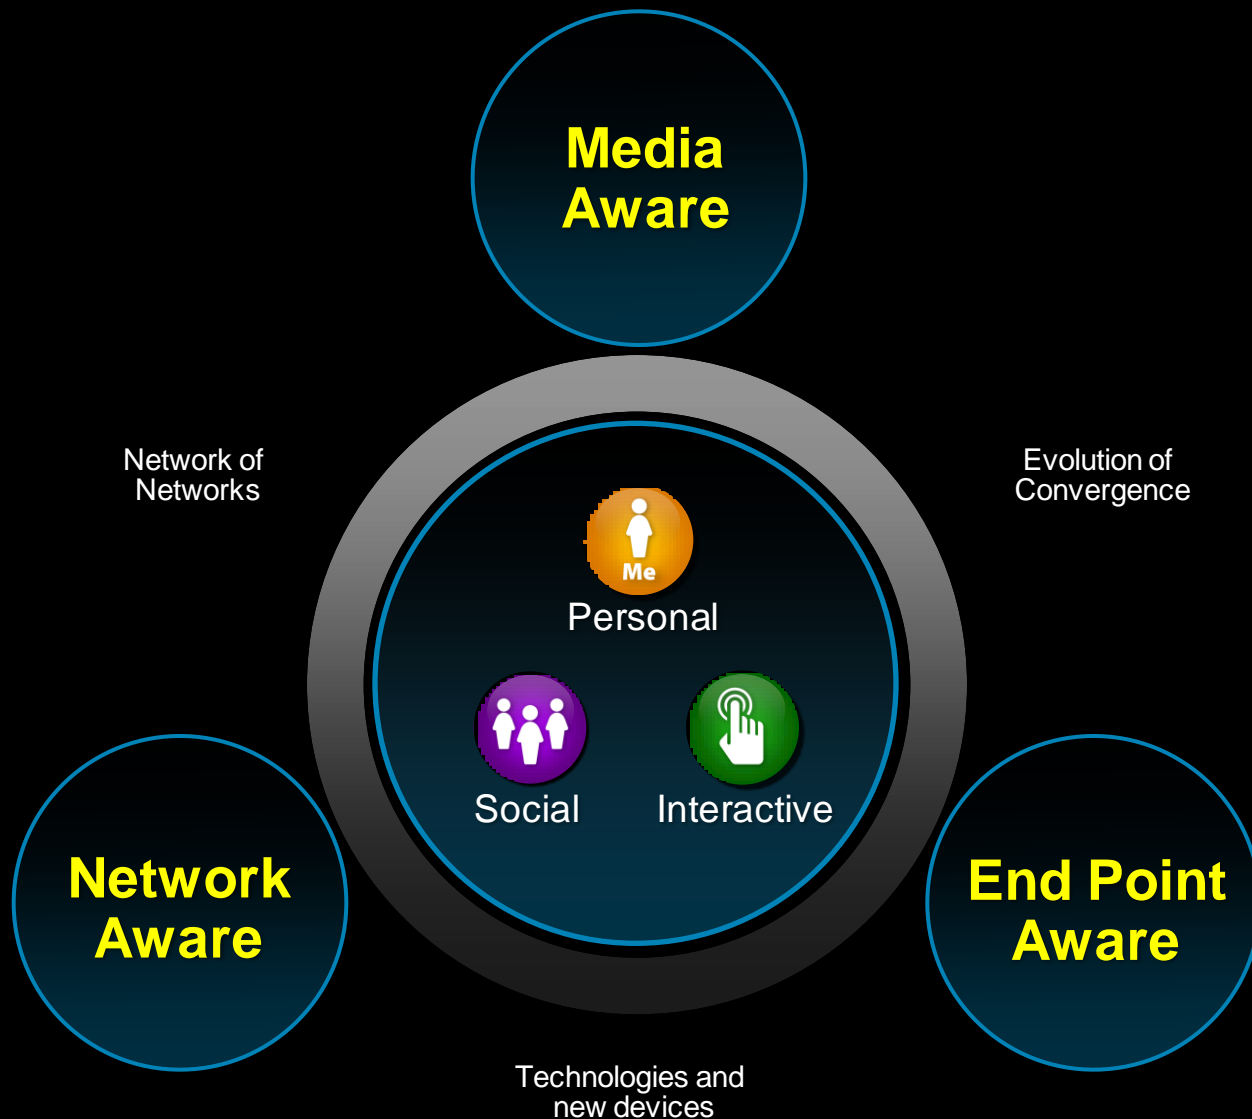 Media
Aware
Network of
Networks
Evolution of
Convergence
Me
Personal
Social
Interactive
Network
Aware
End Point
Aware
Technologies and
new devices